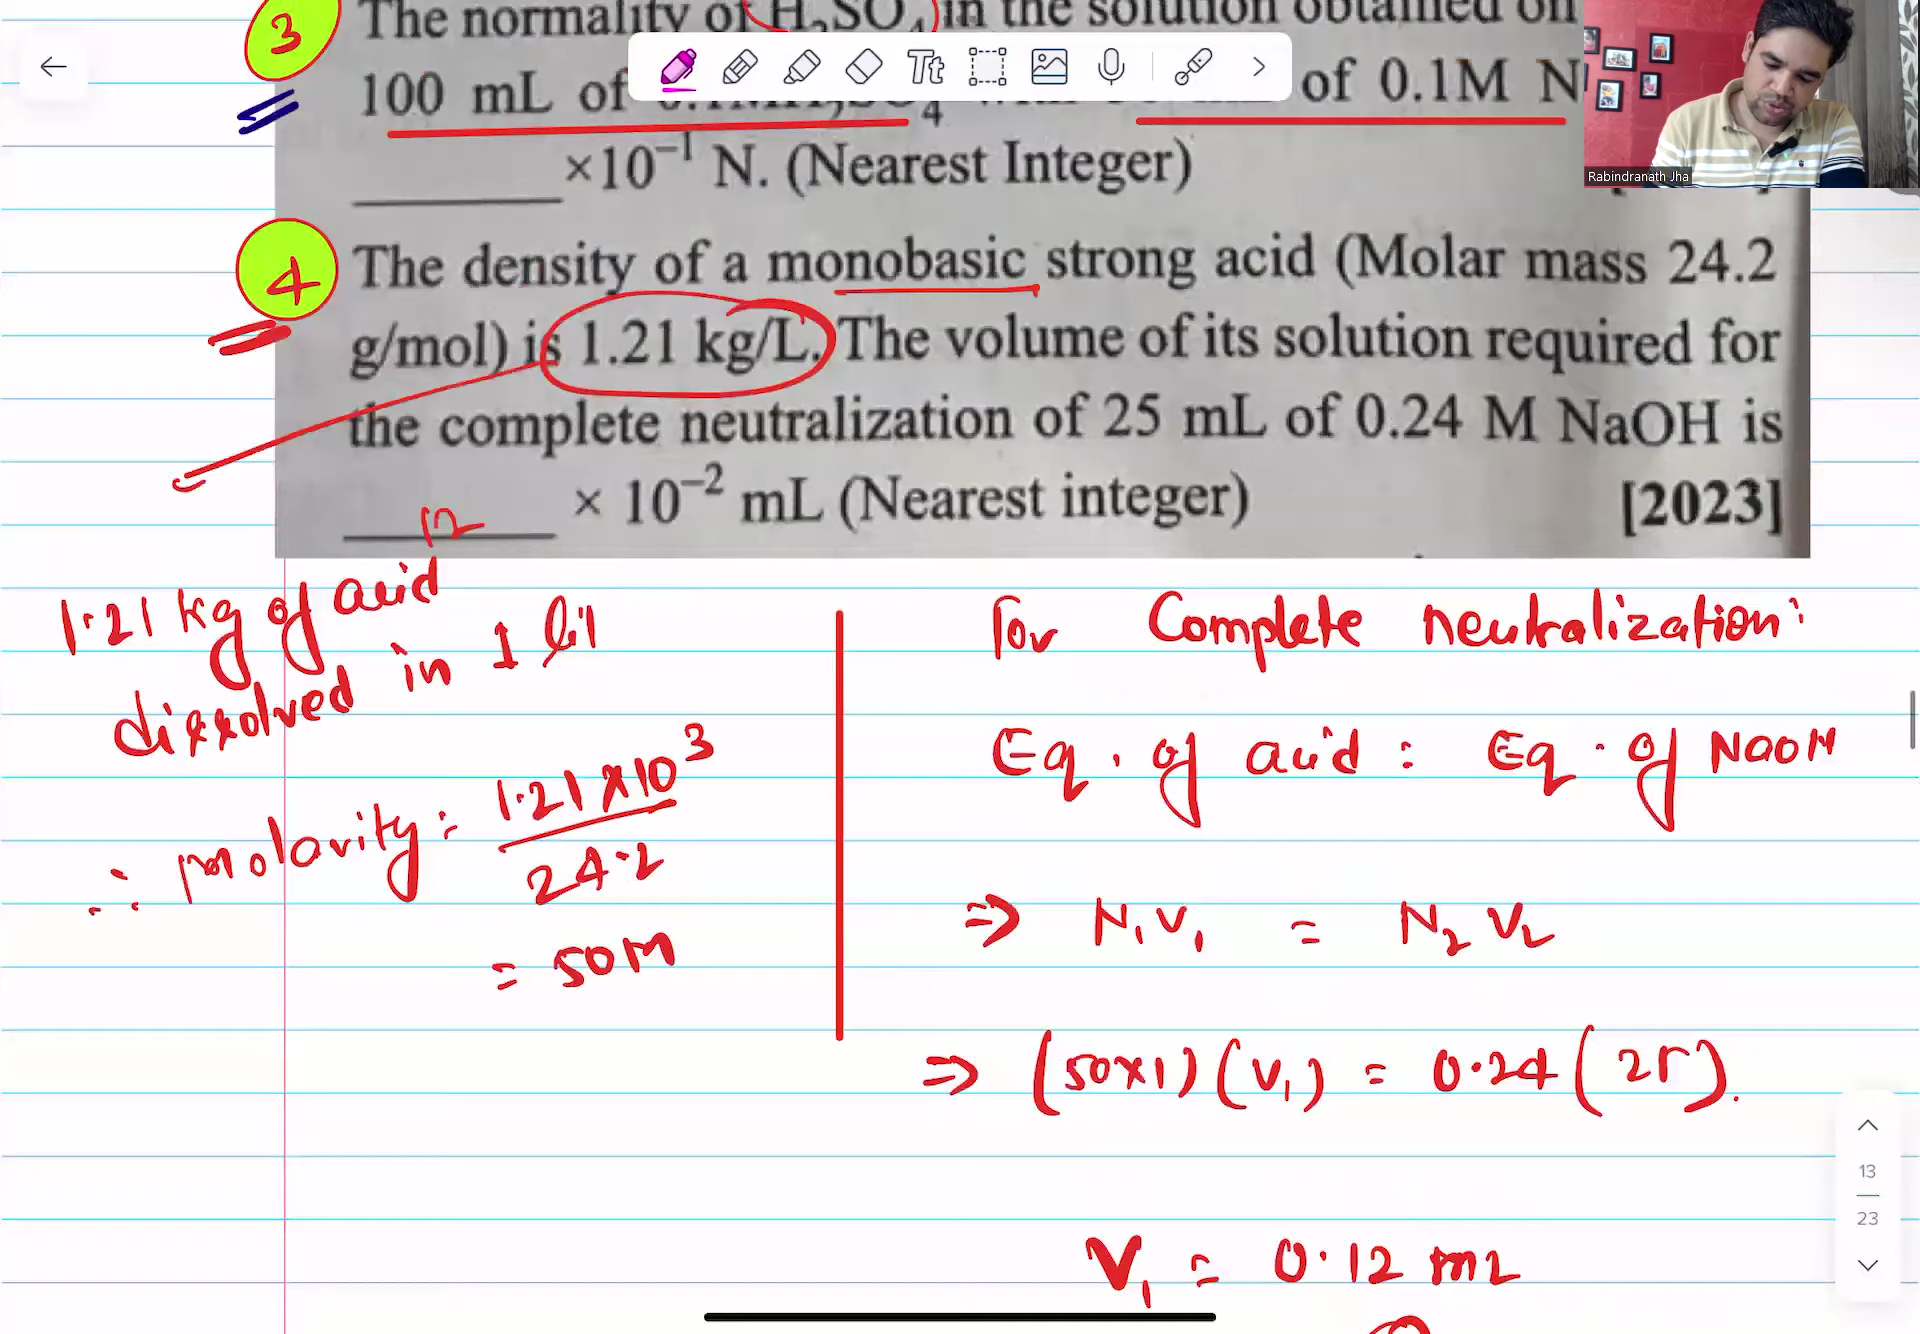 3 The normality of H2SO4 in the solution obtained on
100 mL of 0.1M H2SO4 of 0.1M N
Tt
Rabindranath Jha
×10⁻¹ N. (Nearest Integer)
4 The density of a monobasic strong acid (Molar mass 24.2
g/mol) is 1.21 kg/L. The volume of its solution required for
the complete neutralization of 25 mL of 0.24 M NaOH is
12 × 10⁻² mL (Nearest integer) [2023]
1.21 kg of acid
dissolved in 1 lit
∴ molarity = 1.21 × 10³
24.2
= 50M
For Complete neutralization:
Eq. of acid = Eq. of NaOH
⇒ N₁V₁ = N₂V₂
⇒ (50×1)(V₁) = 0.24(25).
V₁ = 0.12 mL
13
23